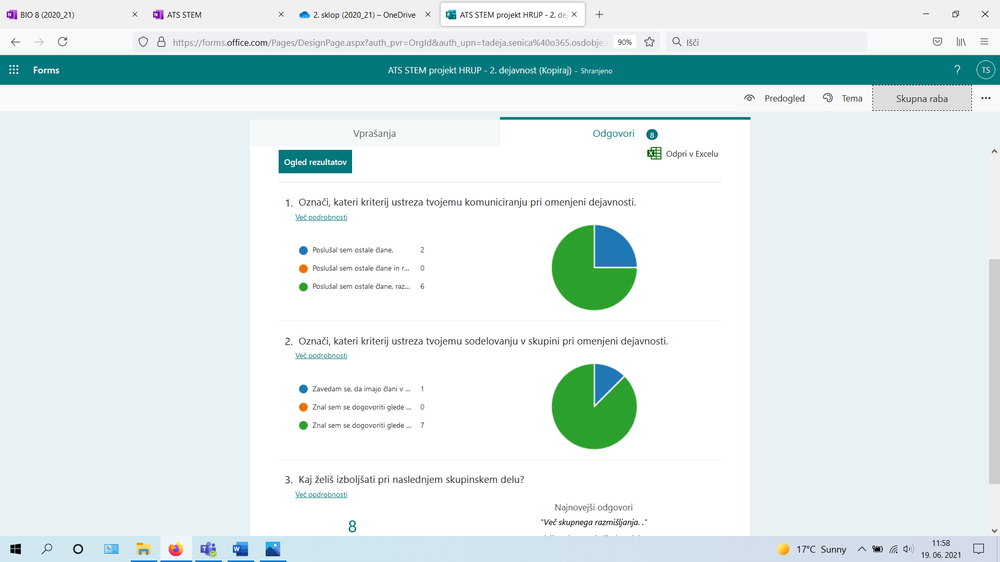 BIO 8 (2020_21)
ATS STEM
2. sklop (2020_21) – OneDrive
ATS STEM projekt HRUP - 2. dej
https://forms.office.com/Pages/DesignPage.aspx?auth_pvr=OrgId&auth_upn=tadeja.senica%40o365.osdobje.s
90%
Išči
Forms
ATS STEM projekt HRUP - 2. dejavnost (Kopiraj) - Shranjeno
?
TS
Predogled
Tema
Skupna raba
Vprašanja
Odgovori 8
Ogled rezultatov
Odpri v Excelu
1. Označi, kateri kriterij ustreza tvojemu komuniciranju pri omenjeni dejavnosti.
Več podrobnosti
Poslušal sem ostale člane. 2
Poslušal sem ostale člane in r... 0
Poslušal sem ostale člane, raz... 6
2. Označi, kateri kriterij ustreza tvojemu sodelovanju v skupini pri omenjeni dejavnosti.
Več podrobnosti
Zavedam se, da imajo člani v ... 1
Znal sem se dogovoriti glede ... 0
Znal sem se dogovoriti glede ... 7
3. Kaj želiš izboljšati pri naslednjem skupinskem delu?
Več podrobnosti
Najnovejši odgovori
8
"Več skupnega razmišljanja. ."
17°C Sunny
11:58
19. 06. 2021